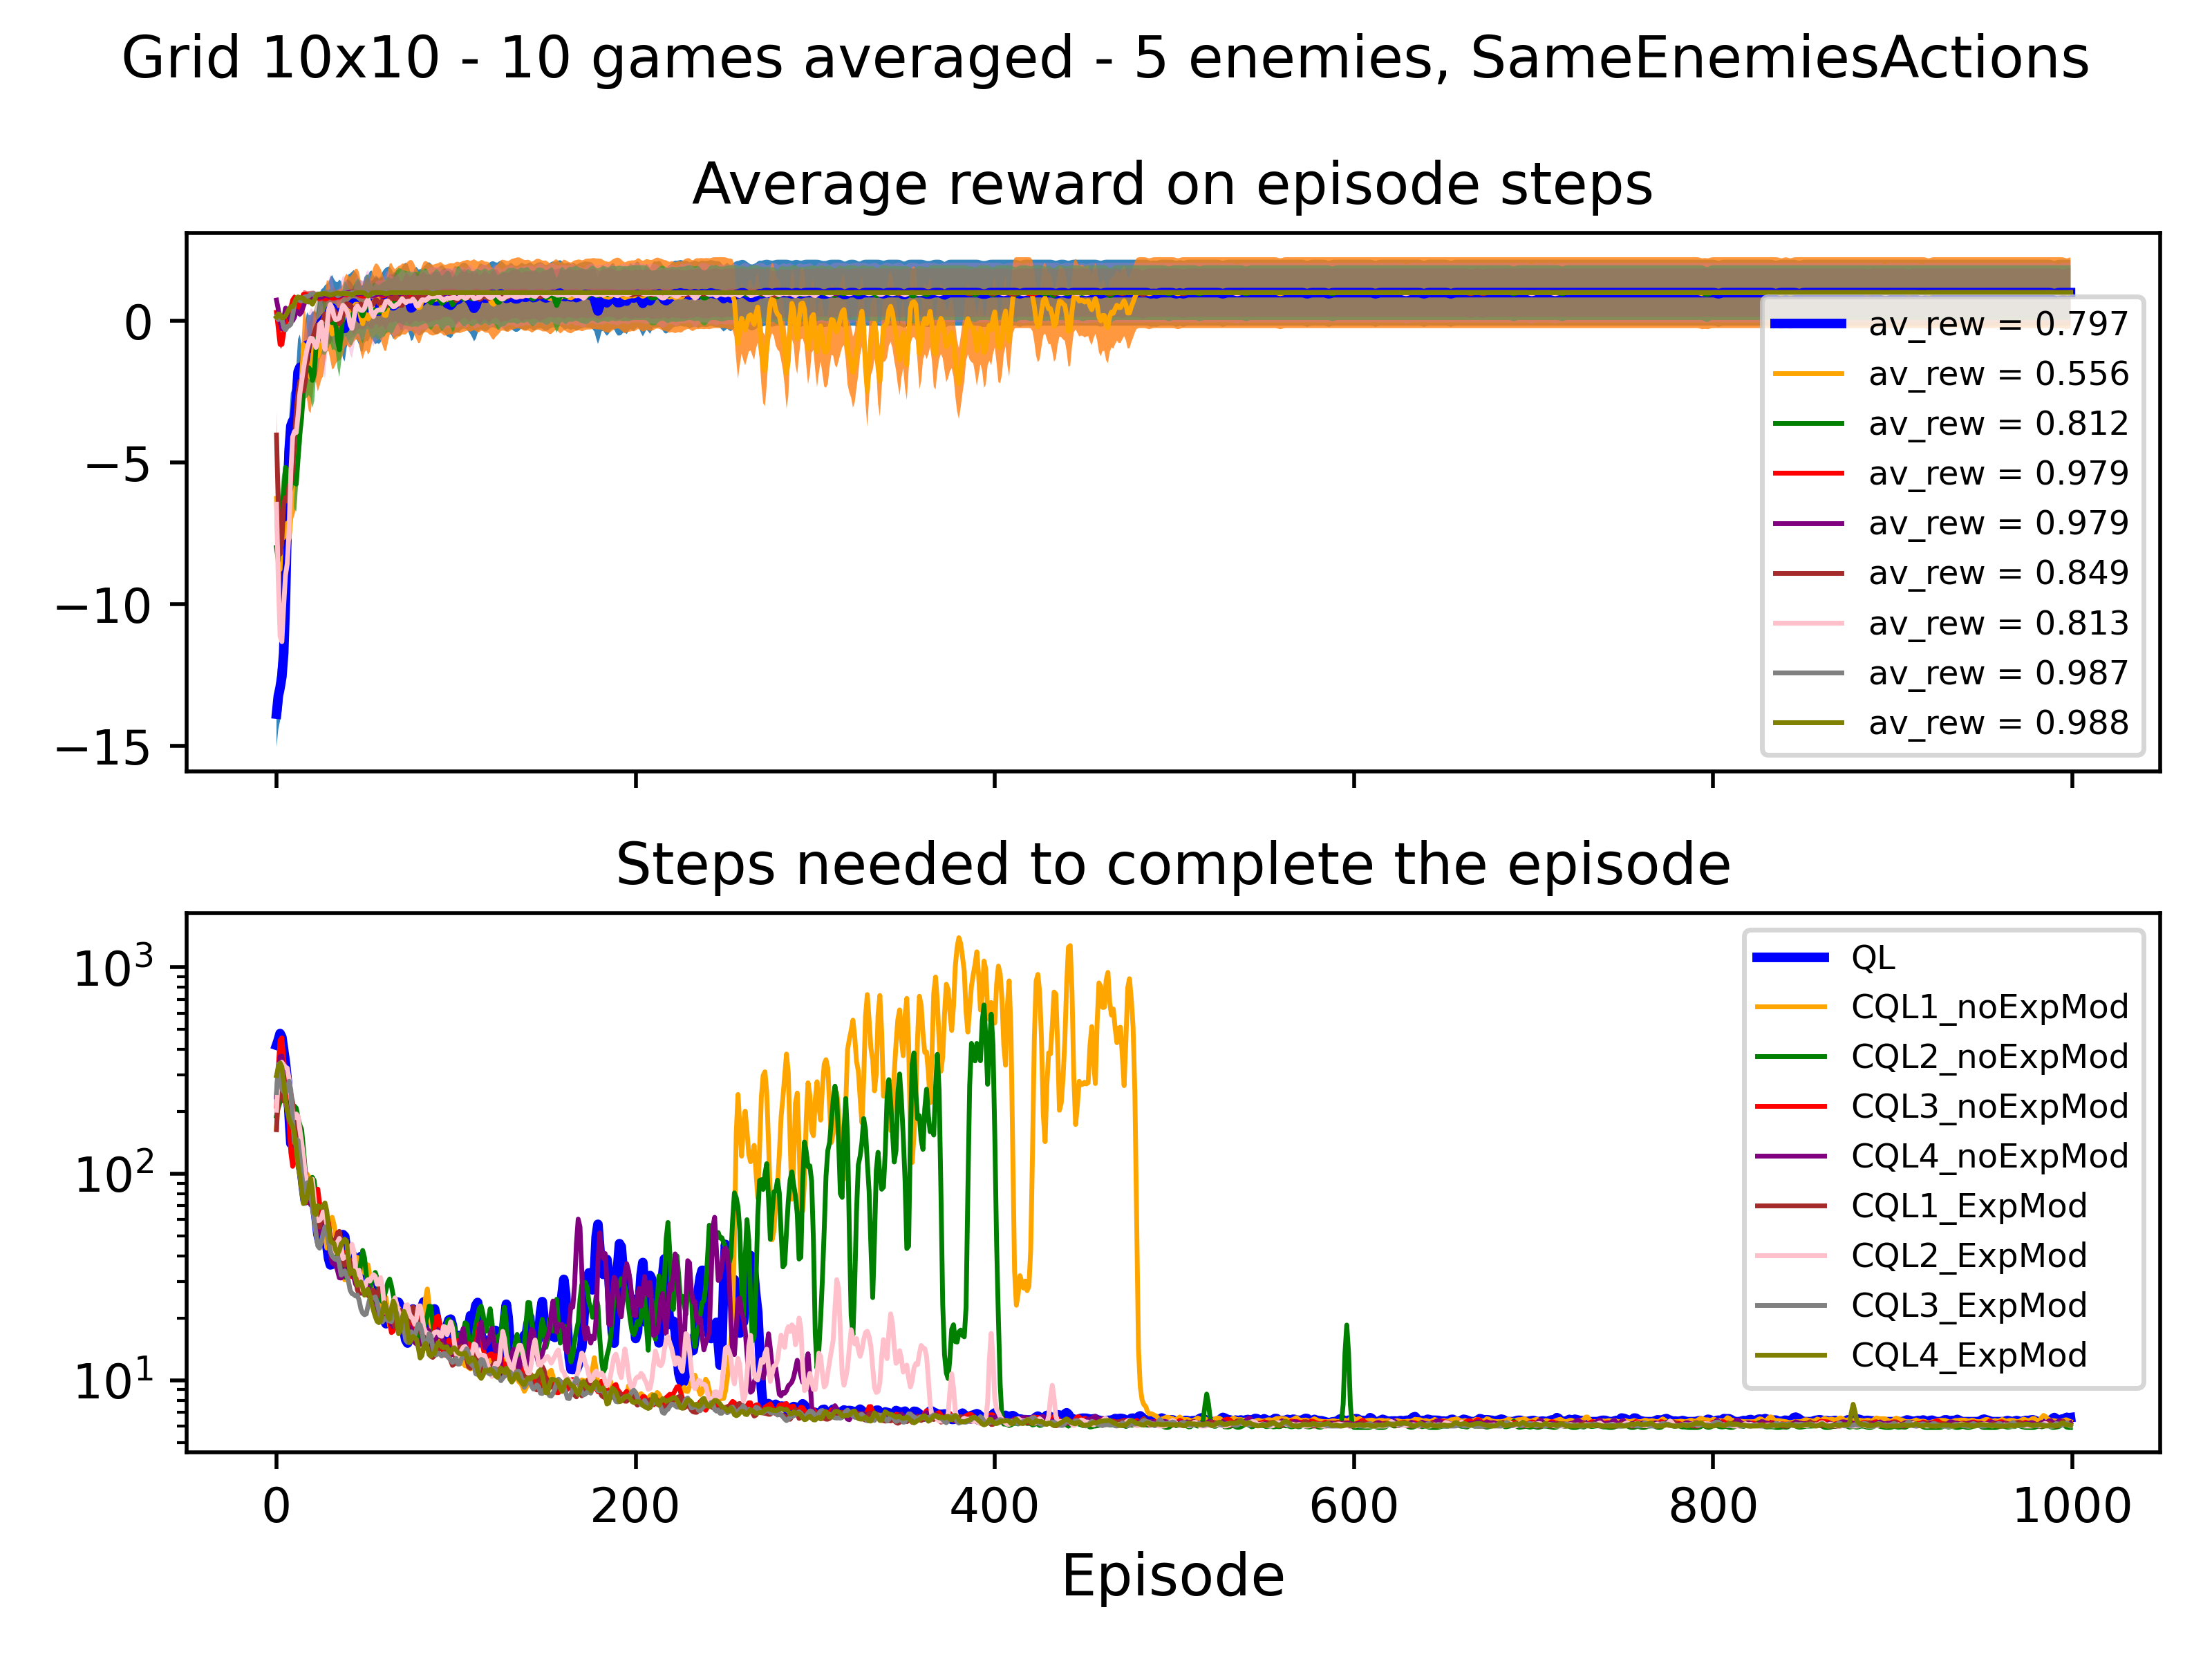 Grid 10x10 - 10 games averaged - 5 enemies, SameEnemiesActions
Average reward on episode steps
0
−5
−10
−15
av_rew = 0.797
av_rew = 0.556
av_rew = 0.812
av_rew = 0.979
av_rew = 0.979
av_rew = 0.849
av_rew = 0.813
av_rew = 0.987
av_rew = 0.988
Steps needed to complete the episode
10³
10²
10¹
QL
CQL1_noExpMod
CQL2_noExpMod
CQL3_noExpMod
CQL4_noExpMod
CQL1_ExpMod
CQL2_ExpMod
CQL3_ExpMod
CQL4_ExpMod
0 200 400 600 800 1000
Episode